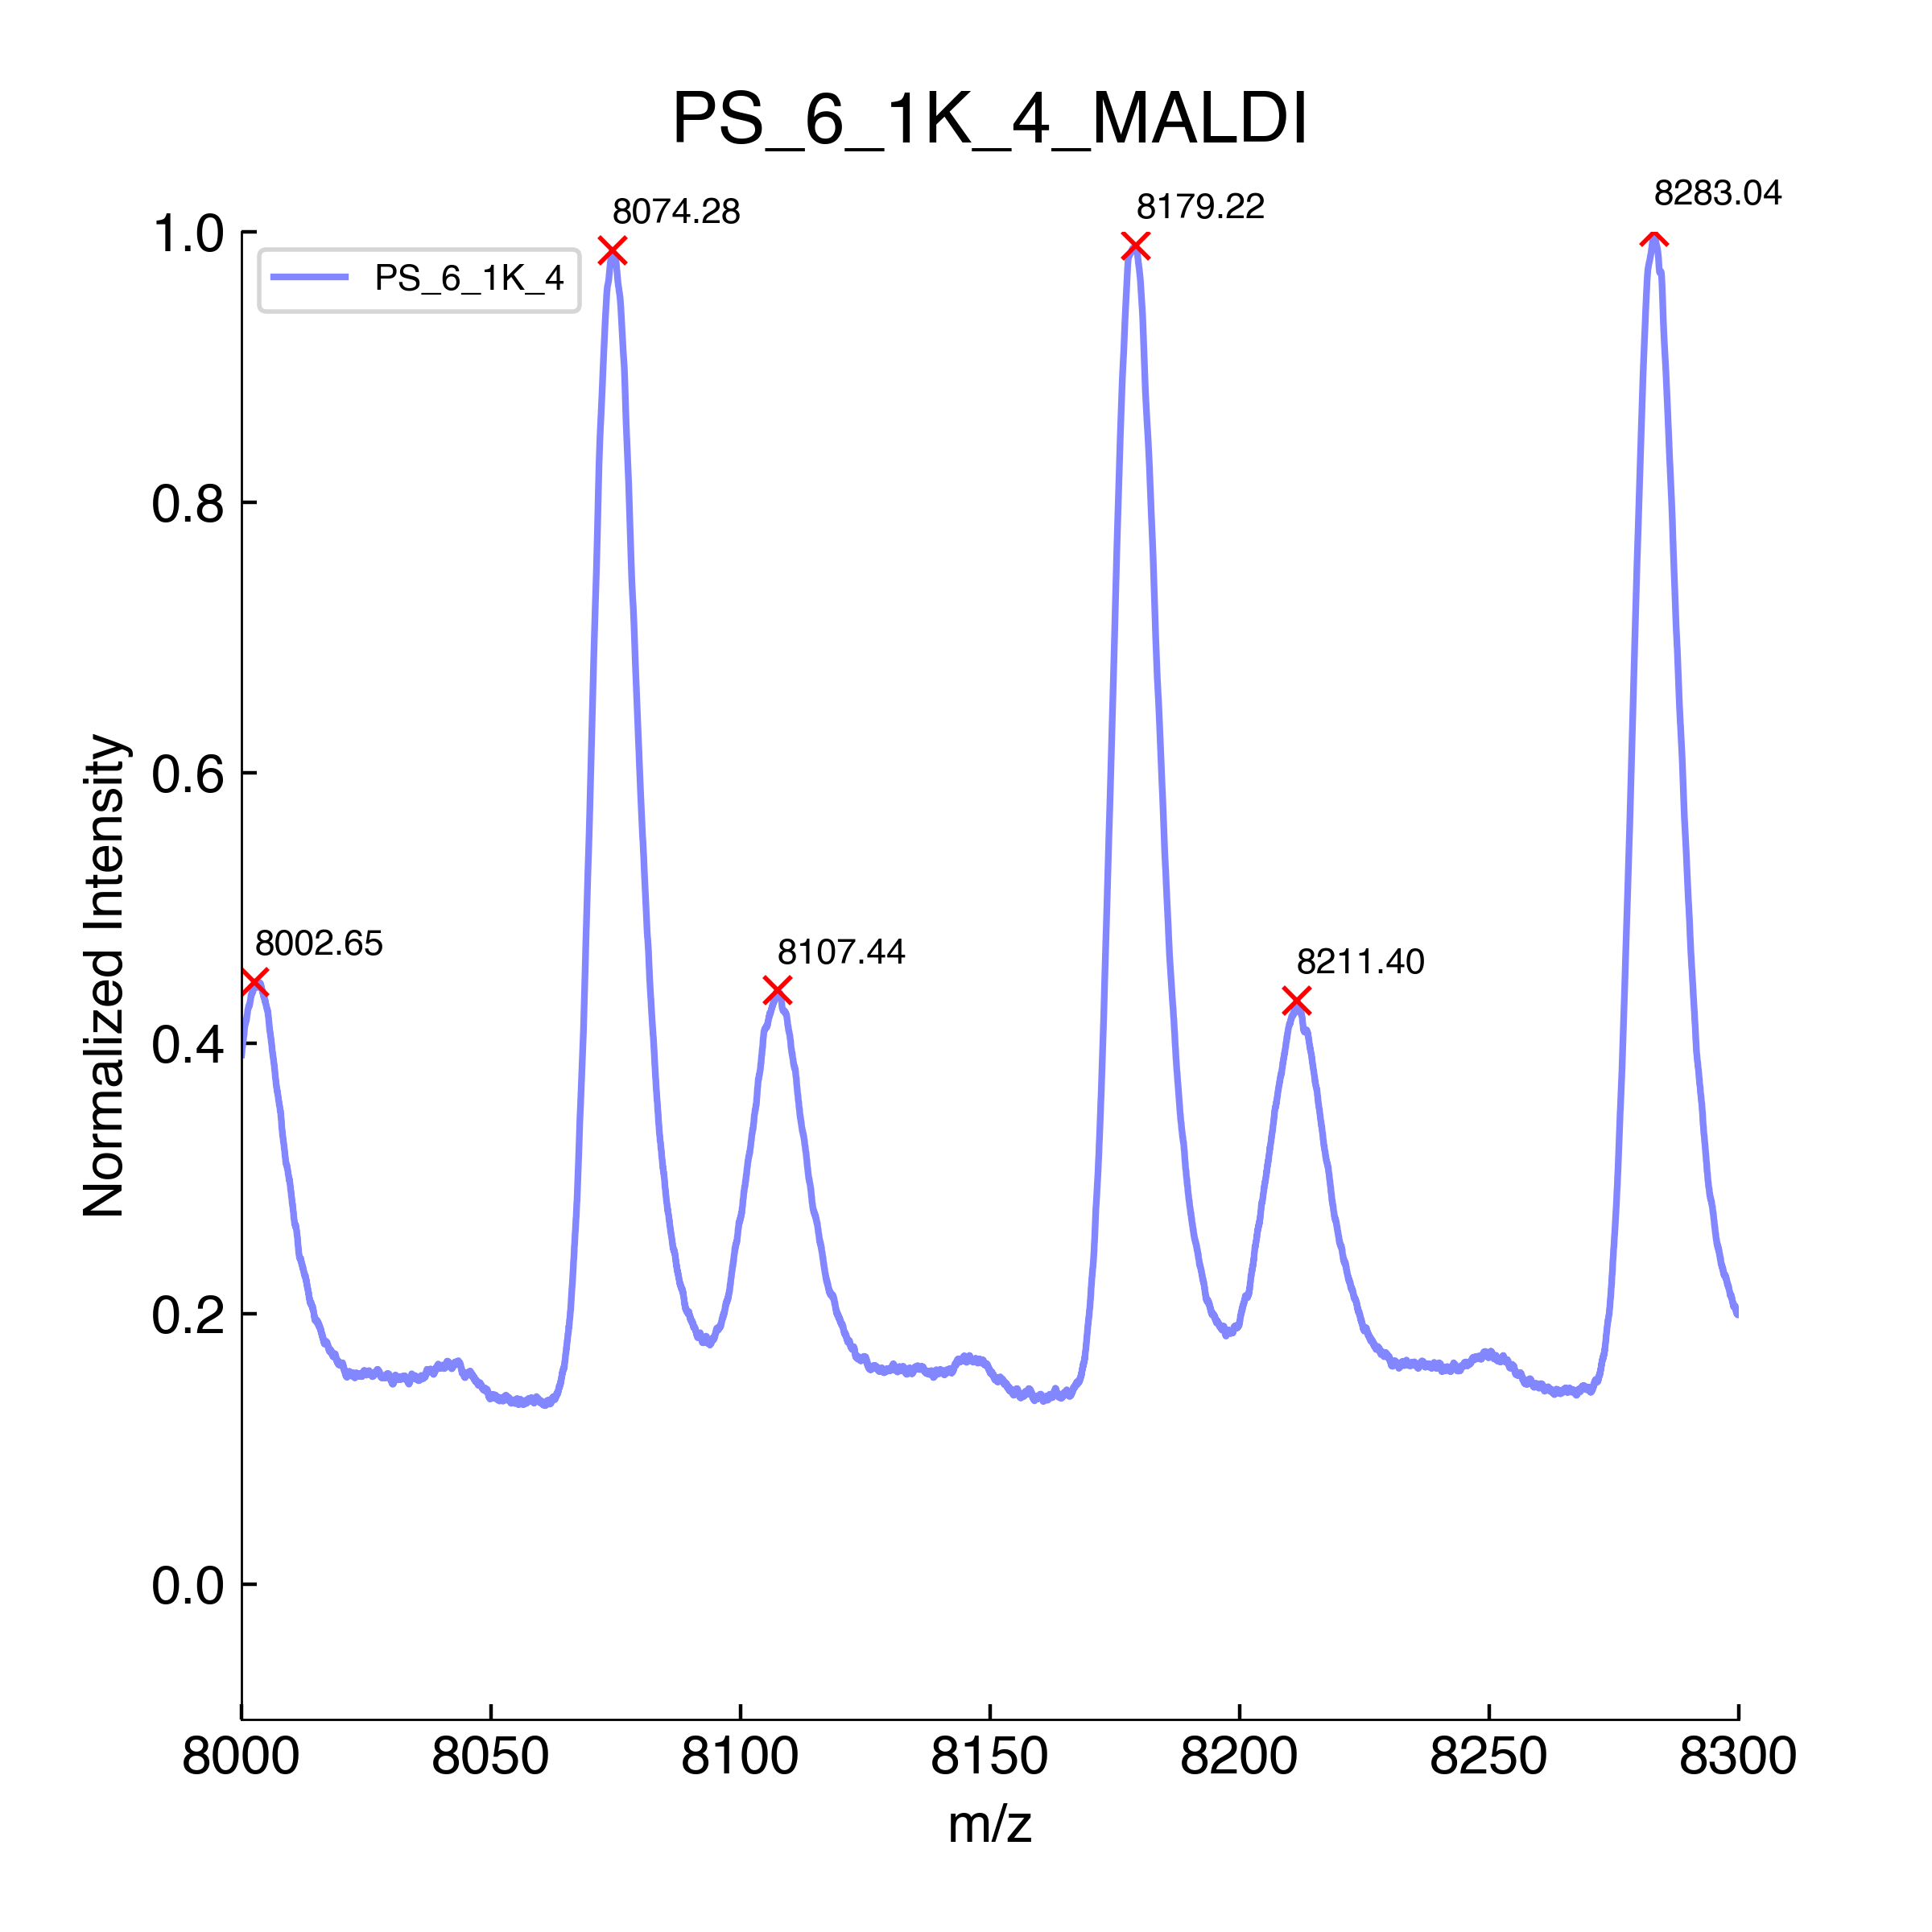 PS_6_1K_4_MALDI
8074.28
8179.22
8283.04
1.0
PS_6_1K_4
0.8
0.6
8002.65
8107.44
8211.40
0.4
0.2
0.0
Normalized Intensity
8000 8050 8100 8150 8200 8250 8300
m/z